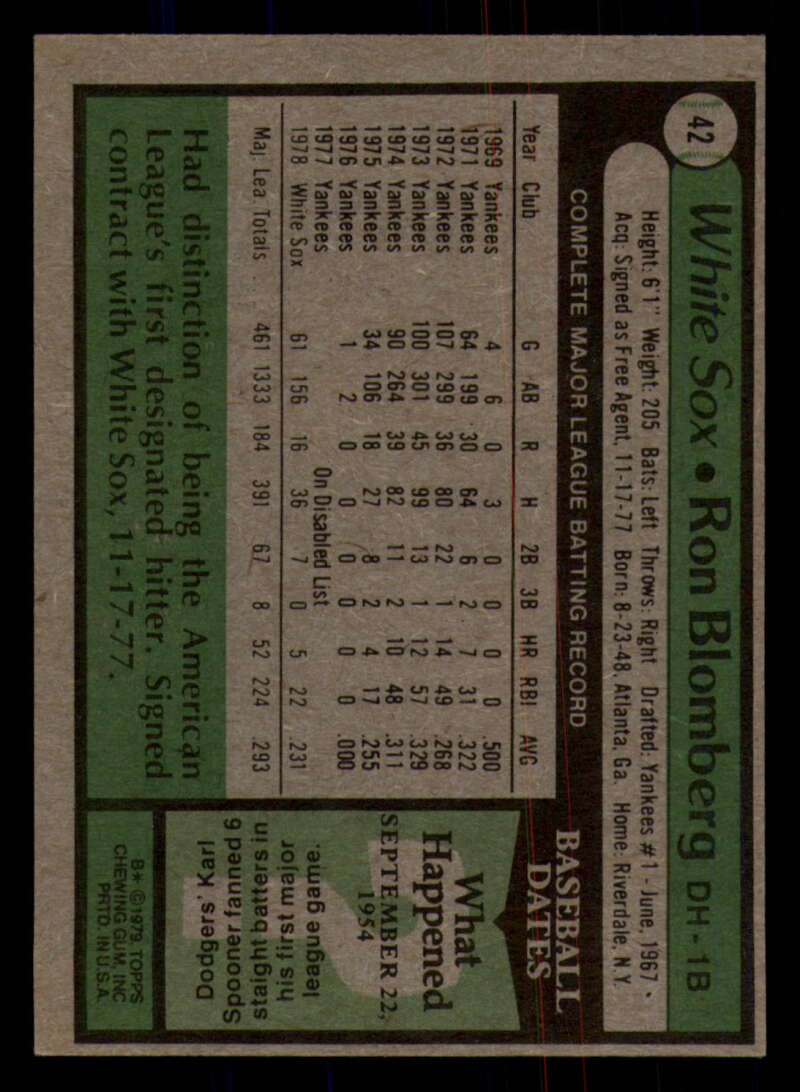 42
White Sox • Ron Blomberg DH-1B
Height: 6'1" Weight: 205 Bats: Left Throws: Right Drafted: Yankees #1-June, 1967 •
Acq: Signed as Free Agent, 11-17-77 Born: 8-23-48, Atlanta, Ga. Home: Riverdale, N.Y.
COMPLETE MAJOR LEAGUE BATTING RECORD
Year Club G AB R H 2B 3B HR RBI AVG
1969 Yankees 4 6 0 3 0 0 0 0 .500
1971 Yankees 64 199 30 64 6 2 7 31 .322
1972 Yankees 107 299 36 80 22 1 14 49 .268
1973 Yankees 100 301 45 99 13 1 12 57 .329
1974 Yankees 90 264 39 82 11 2 10 48 .311
1975 Yankees 34 106 18 27 8 2 4 17 .255
1976 Yankees 1 2 0 0 0 0 0 0 .000
1977 Yankees On Disabled List
1978 White Sox 61 156 16 36 7 0 5 22 .231
Maj. Lea Totals .. 461 1333 184 391 67 8 52 224 .293
Had distinction of being the American
League's first designated hitter. Signed
contract with White Sox, 11-17-77.
BASEBALL
DATES
What
Happened
SEPTEMBER 22,
1954
Dodgers' Karl
Spooner fanned 6
staight batters in
his first major
league game.
B* ©1979, TOPPS
CHEWING GUM, INC
PRTD. IN U.S.A.